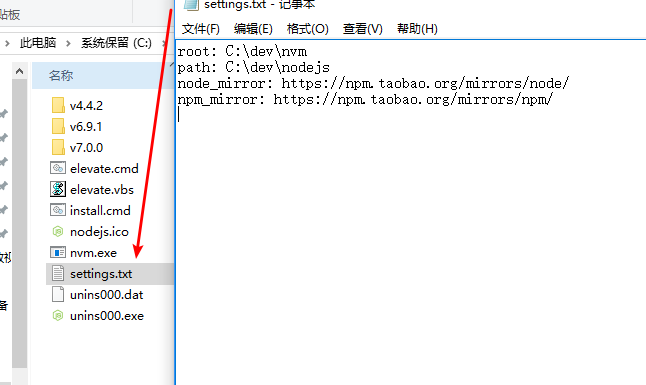 贴板
此电脑
系统保留 (C:)
名称
v4.4.2
v6.9.1
v7.0.0
elevate.cmd
elevate.vbs
install.cmd
nodejs.ico
nvm.exe
settings.txt
unins000.dat
unins000.exe
备
settings.txt - 记事本
文件(F) 编辑(E) 格式(O) 查看(V) 帮助(H)
root: C:\dev\nvm
path: C:\dev\nodejs
node_mirror: https://npm.taobao.org/mirrors/node/
npm_mirror: https://npm.taobao.org/mirrors/npm/